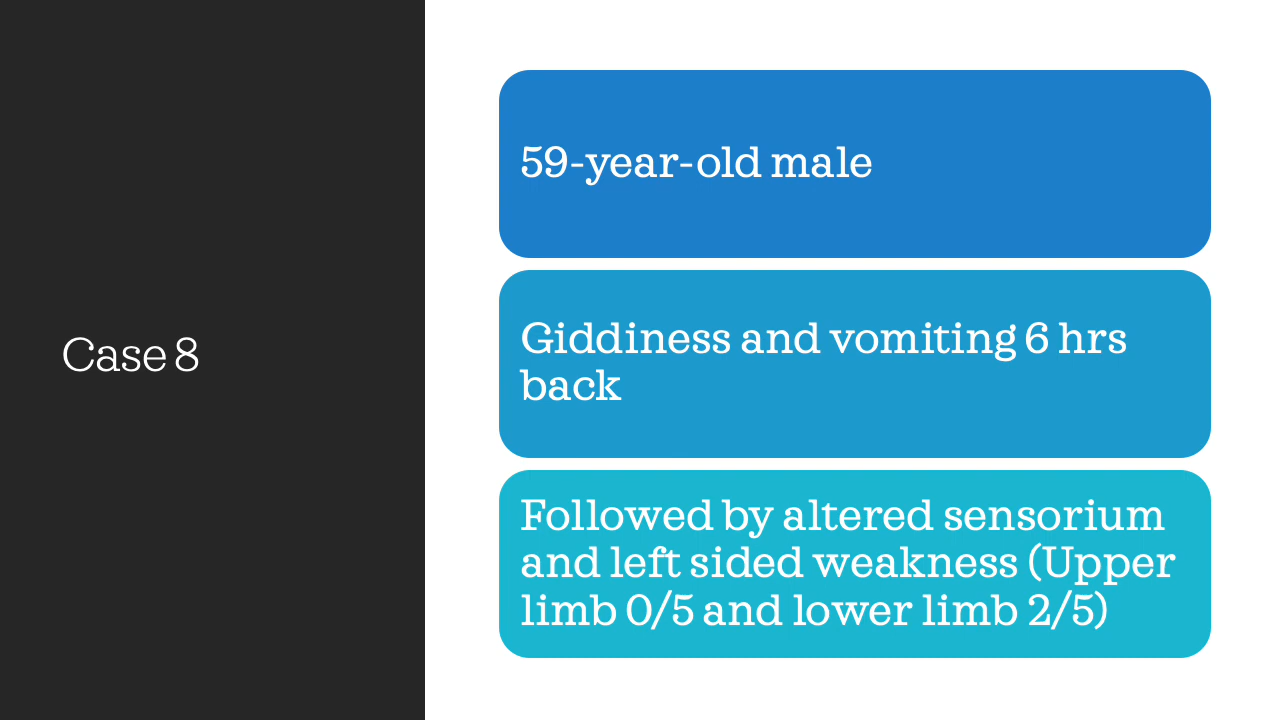 Case 8
59-year-old male
Giddiness and vomiting 6 hrs
back
Followed by altered sensorium
and left sided weakness (Upper
limb 0/5 and lower limb 2/5)